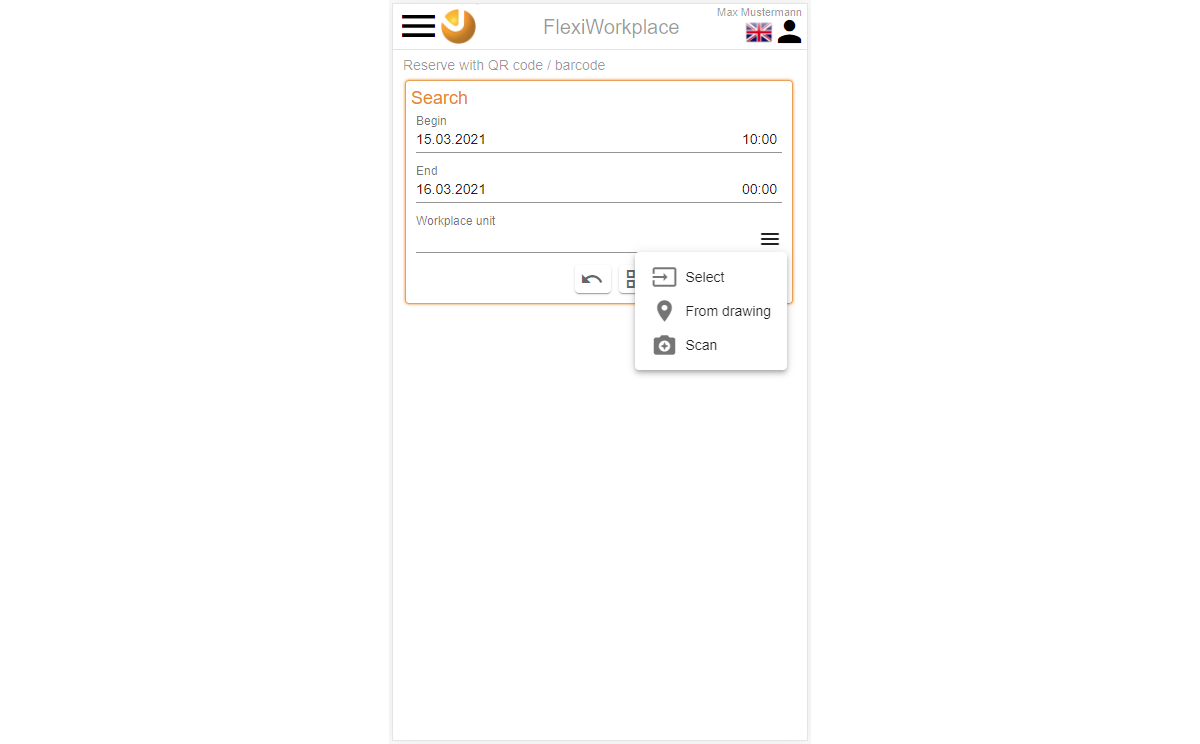 Max Mustermann
FlexiWorkplace
Reserve with QR code / barcode
Search
Begin
15.03.2021 10:00
End
16.03.2021 00:00
Workplace unit
Select
From drawing
Scan